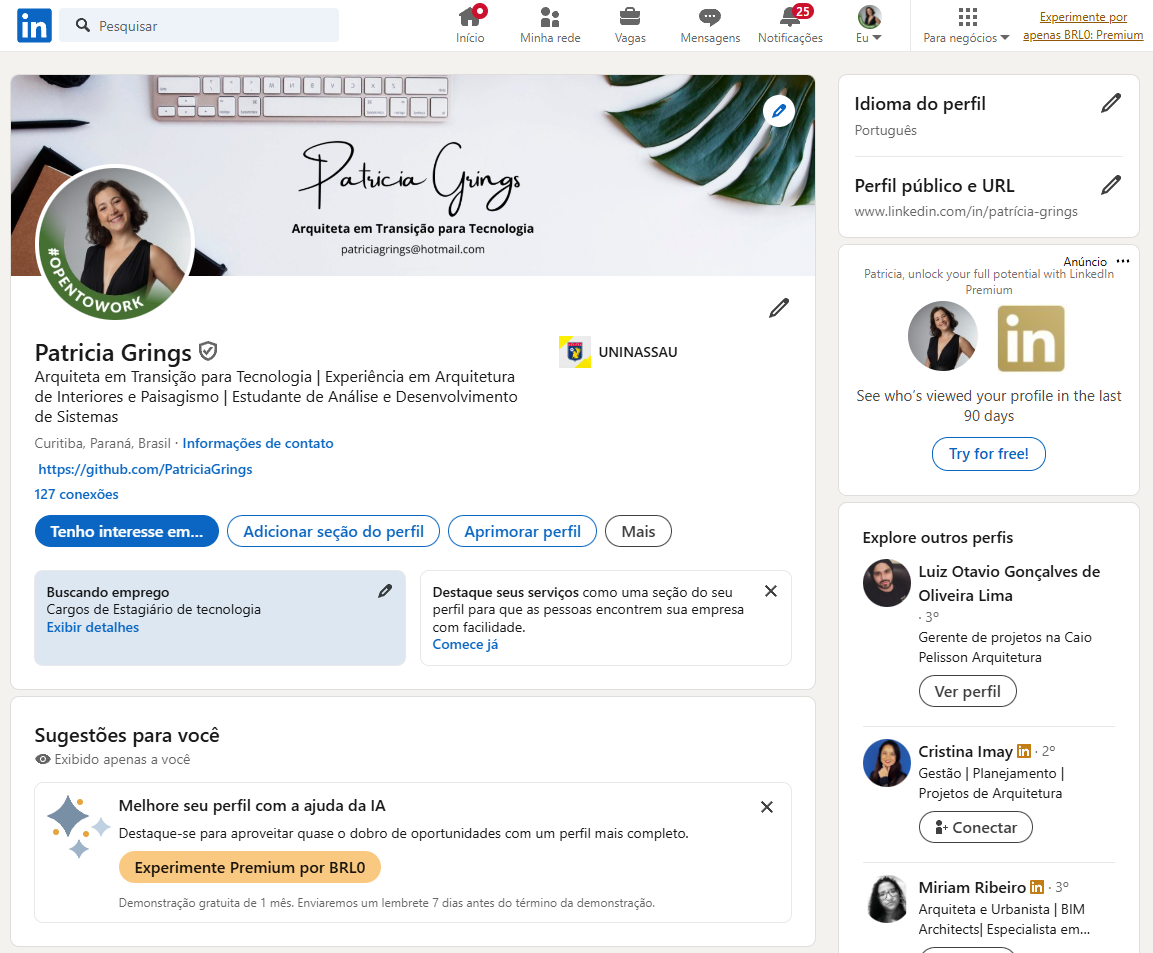 in
Pesquisar
Início
Minha rede
Vagas
Mensagens
25
Notificações
Eu
Para negócios
Experimente por
apenas BRL0: Premium
Patricia Grings
Arquiteta em Transição para Tecnologia
patriciagrings@hotmail.com
#OPENTOWORK
Patricia Grings
UNINASSAU
Arquiteta em Transição para Tecnologia | Experiência em Arquitetura
de Interiores e Paisagismo | Estudante de Análise e Desenvolvimento
de Sistemas
Curitiba, Paraná, Brasil · Informações de contato
https://github.com/PatriciaGrings
127 conexões
Tenho interesse em...
Adicionar seção do perfil
Aprimorar perfil
Mais
Buscando emprego
Cargos de Estagiário de tecnologia
Exibir detalhes
Destaque seus serviços como uma seção do seu
perfil para que as pessoas encontrem sua empresa
com facilidade.
Comece já
Sugestões para você
Exibido apenas a você
Melhore seu perfil com a ajuda da IA
Destaque-se para aproveitar quase o dobro de oportunidades com um perfil mais completo.
Experimente Premium por BRL0
Demonstração gratuita de 1 mês. Enviaremos um lembrete 7 dias antes do término da demonstração.
Idioma do perfil
Português
Perfil público e URL
www.linkedin.com/in/patrícia-grings
Anúncio ···
Patricia, unlock your full potential with LinkedIn
Premium
in
See who's viewed your profile in the last
90 days
Try for free!
Explore outros perfis
Luiz Otavio Gonçalves de
Oliveira Lima
· 3º
Gerente de projetos na Caio
Pelisson Arquitetura
Ver perfil
Cristina Imay in · 2º
Gestão | Planejamento |
Projetos de Arquitetura
Conectar
Miriam Ribeiro in · 3º
Arquiteta e Urbanista | BIM
Architects| Especialista em...